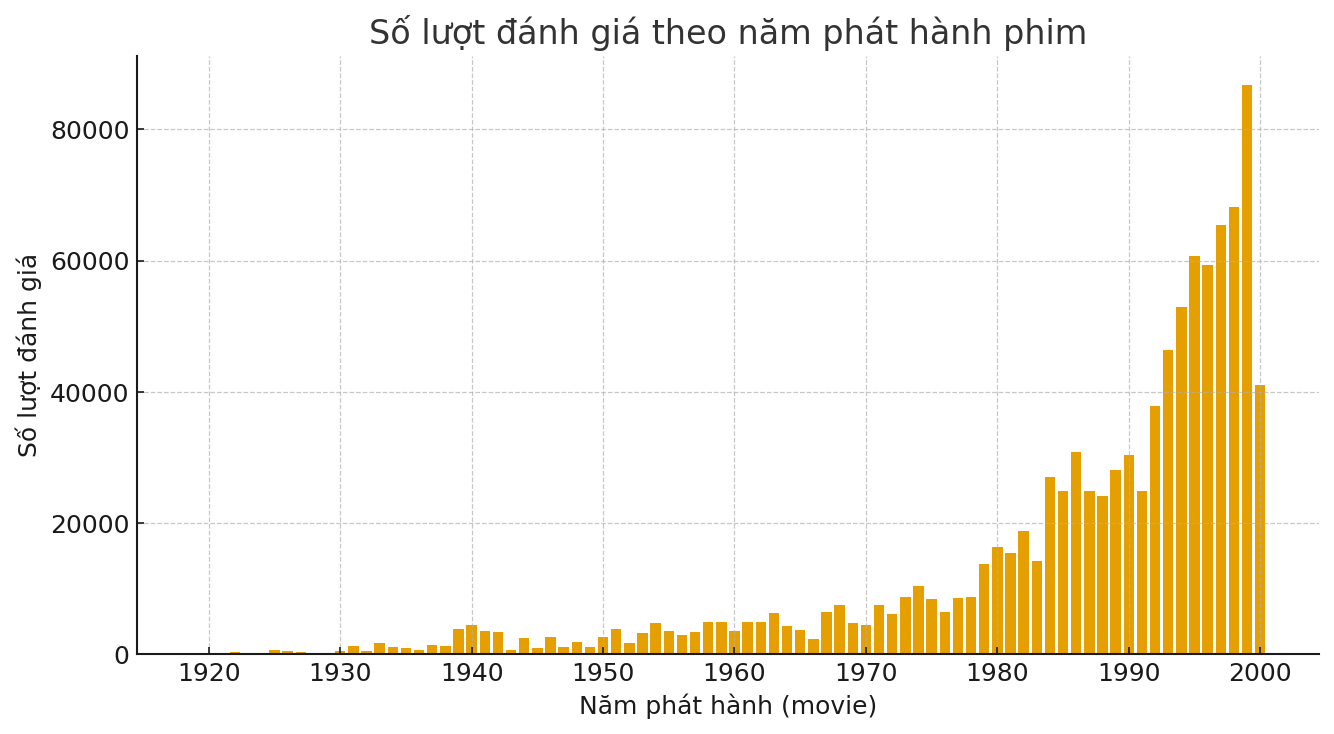 Số lượt đánh giá theo năm phát hành phim
Số lượt đánh giá
80000
60000
40000
20000
0
1920 1930 1940 1950 1960 1970 1980 1990 2000
Năm phát hành (movie)